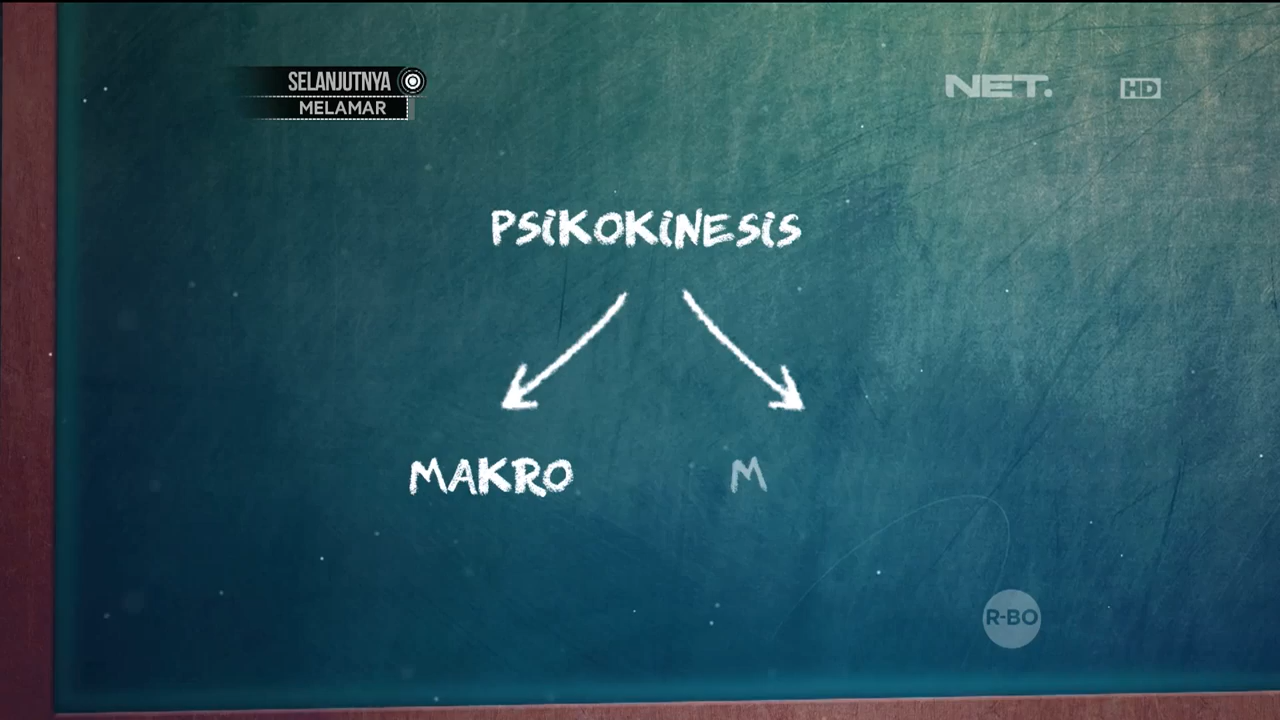 SELANJUTNYA
MELAMAR
NET.
HD
PSIKOKINESIS
MAKRO
M
R-BO